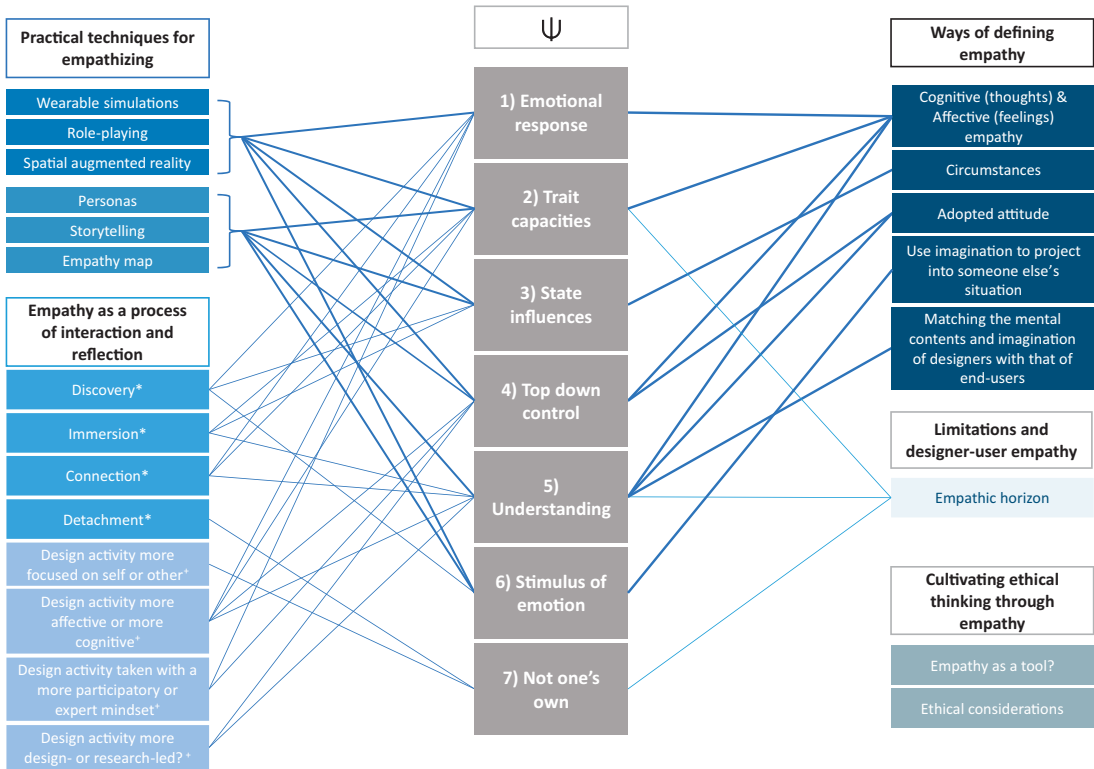 Practical techniques for
empathizing
Wearable simulations
Role-playing
Spatial augmented reality
Personas
Storytelling
Empathy map
Empathy as a process
of interaction and
reflection
Discovery*
Immersion*
Connection*
Detachment*
Design activity more
focused on self or other⁺
Design activity more
affective or more
cognitive⁺
Design activity taken with a
more participatory or
expert mindset⁺
Design activity more
design- or research-led? ⁺
ψ
1) Emotional
response
2) Trait
capacities
3) State
influences
4) Top down
control
5)
Understanding
6) Stimulus of
emotion
7) Not one's
own
Ways of defining
empathy
Cognitive (thoughts) &
Affective (feelings)
empathy
Circumstances
Adopted attitude
Use imagination to project
into someone else's
situation
Matching the mental
contents and imagination
of designers with that of
end-users
Limitations and
designer-user empathy
Empathic horizon
Cultivating ethical
thinking through
empathy
Empathy as a tool?
Ethical considerations